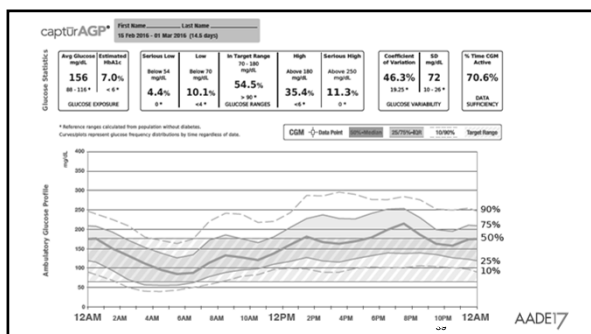 captūrAGP®
First Name Last Name
16 Feb 2016 - 01 Mar 2016 (14.6 days)
Glucose Statistics
Avg Glucose Estimated
mg/dL HbA1c
156 7.0%
88 - 116 * < 6 *
GLUCOSE EXPOSURE
Serious Low Low In Target Range High Serious High
Below 54 Below 70 70 - 180 Above 180 Above 250
mg/dL mg/dL mg/dL mg/dL mg/dL
4.4% 10.1% 54.5% 35.4% 11.3%
0 * <4 * > 90 * <6 * 0 *
GLUCOSE RANGES
Coefficient SD
of Variation mg/dL
46.3% 72
19.25 * 10 - 26 *
GLUCOSE VARIABILITY
% Time CGM
Active
70.6%
DATA
SUFFICIENCY
* Reference ranges calculated from population without diabetes.
Curves/plots represent glucose frequency distributions by time regardless of date.
CGM Data Point 50%=Median 25/75%=IQR 10/90% Target Range
Ambulatory Glucose Profile
mg/dL
400
350
300
250
200
150
100
50
0
90%
75%
50%
25%
10%
12AM 2AM 4AM 6AM 8AM 10AM 12PM 2PM 4PM 6PM 8PM 10PM 12AM
AADE17